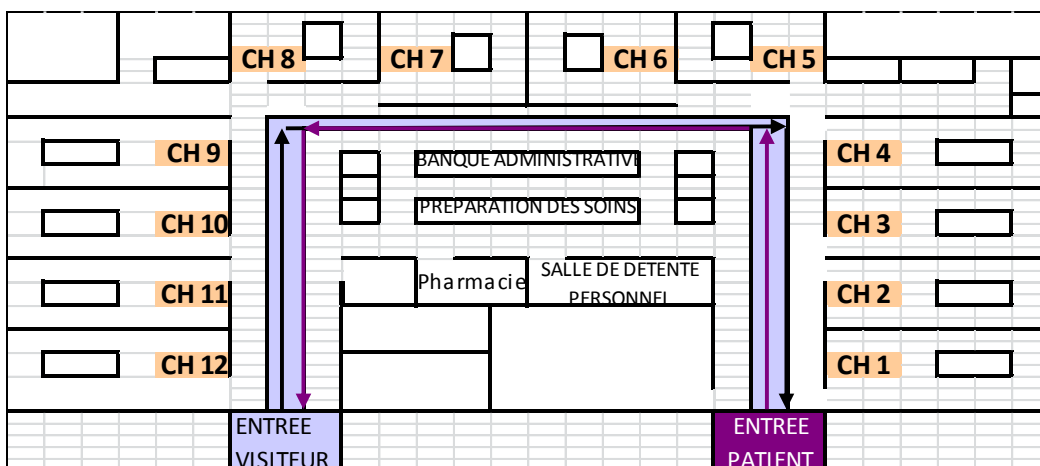 CH 8
CH 7
CH 6
CH 5
CH 9
BANQUE ADMINISTRATIVE
CH 4
CH 10
PREPARATION DES SOINS
CH 3
CH 11
Pharmacie
SALLE DE DETENTE
PERSONNEL
CH 2
CH 12
CH 1
ENTREE
VISITEUR
ENTREE
PATIENT